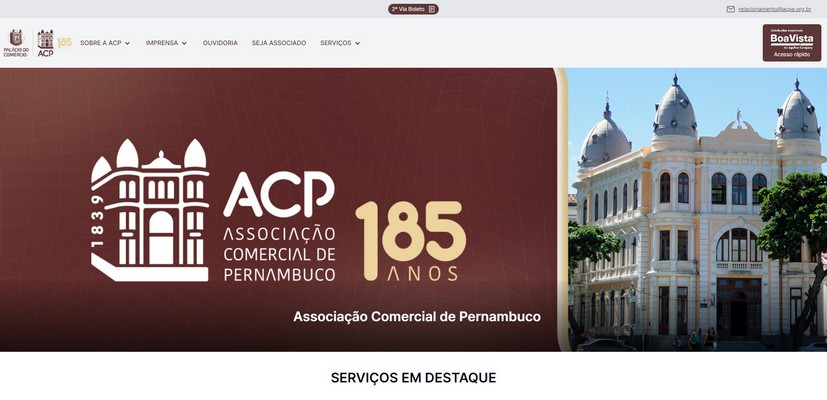 2ª Via Boleto
relacionamento@acpe.org.br
PALÁCIO DO
COMÉRCIO
ACP
185
SOBRE A ACP
IMPRENSA
OUVIDORIA
SEJA ASSOCIADO
SERVIÇOS
BoaVista
Acesso rápido
1839
ACP
ASSOCIAÇÃO
COMERCIAL DE
PERNAMBUCO
185
ANOS
Associação Comercial de Pernambuco
SERVIÇOS EM DESTAQUE